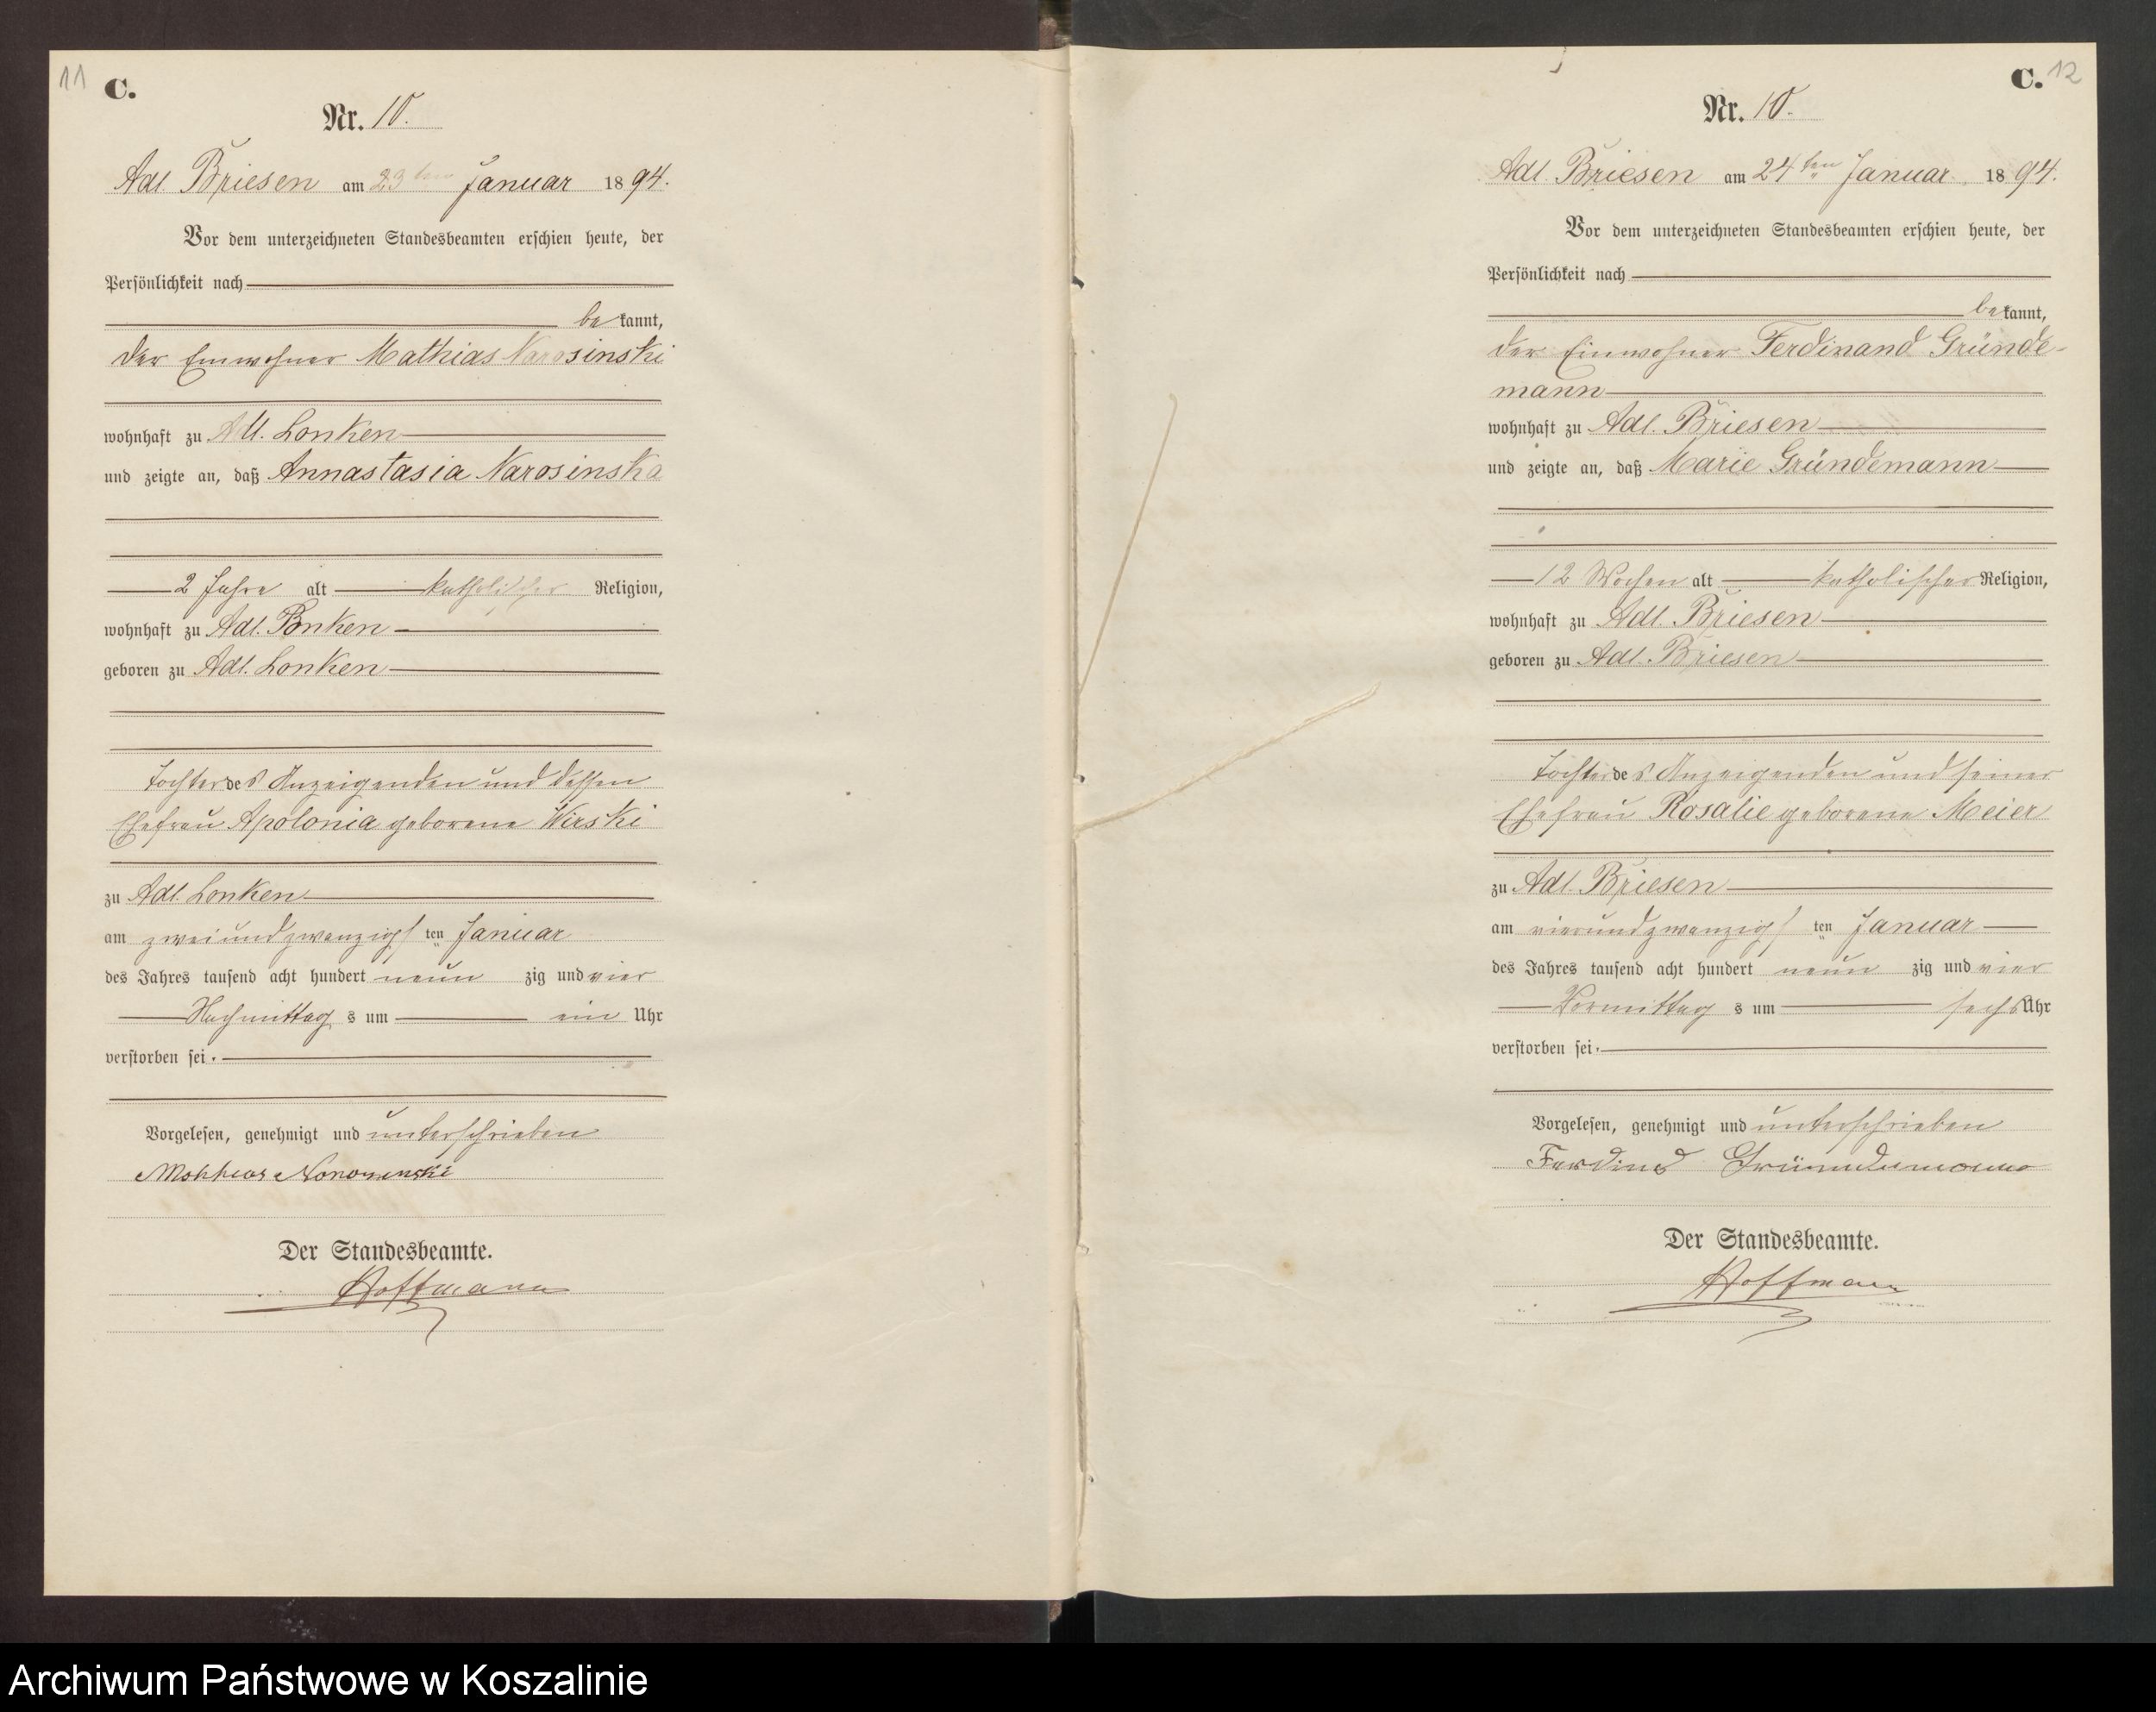 11
C.
Nr. 10.
Adl Briesen am 23ten Januar 1894.
Vor dem unterzeichneten Standesbeamten erschien heute, der
Persönlichkeit nach
bekannt,
der Einwohner Mathias Narosinski
wohnhaft zu Adl. Lonken
und zeigte an, daß Annastasia Narosinska
2 Jahre alt katholischer Religion,
wohnhaft zu Adl. Lonken
geboren zu Adl. Lonken
Tochter des Anzeigenden und dessen
Ehefrau Apolonia geborene Wirski
zu Adl. Lonken
am zweiundzwanzigsten Januar
des Jahres tausend acht hundert neunzig und vier
Nachmittags um ein Uhr
verstorben sei.
Vorgelesen, genehmigt und unterschrieben
Der Standesbeamte.
Hoffmann
C. 12
Nr. 10.
Adl. Briesen am 24ten Januar 1894.
Vor dem unterzeichneten Standesbeamten erschien heute, der
Persönlichkeit nach
bekannt,
der Einwohner Ferdinand Gründe-
mann
wohnhaft zu Adl. Briesen
und zeigte an, daß Marie Gründemann
12 Wochen alt katholischer Religion,
wohnhaft zu Adl. Briesen
geboren zu Adl. Briesen
Tochter des Anzeigenden und seiner
Ehefrau Rosalie geborene Meier
zu Adl. Briesen
am vierundzwanzigsten Januar
des Jahres tausend acht hundert neunzig und vier
Vormittags um sechs Uhr
verstorben sei.
Vorgelesen, genehmigt und unterschrieben
Ferdind Gründemann
Der Standesbeamte.
Hoffmann
Archiwum Państwowe w Koszalinie